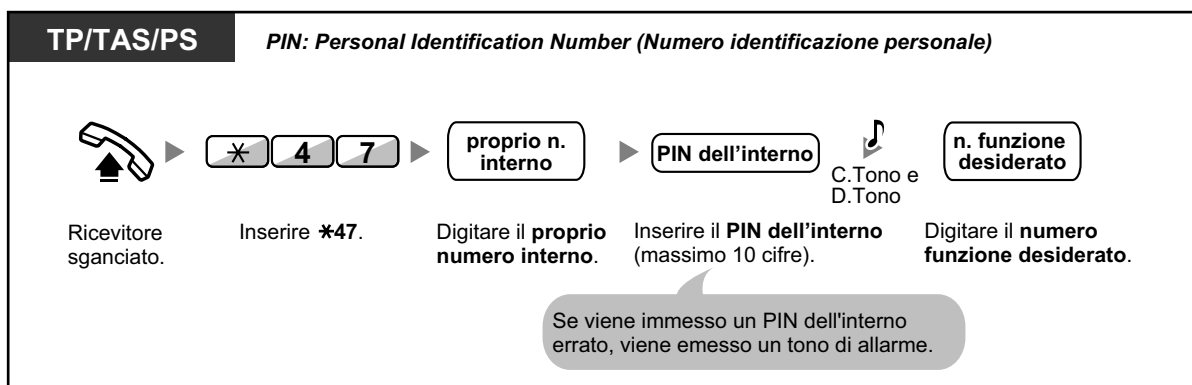 TP/TAS/PS
PIN: Personal Identification Number (Numero identificazione personale)
* 4 7
proprio n.
interno
PIN dell'interno
C.Tono e
D.Tono
n. funzione
desiderato
Ricevitore
sganciato.
Inserire *47.
Digitare il proprio
numero interno.
Inserire il PIN dell'interno
(massimo 10 cifre).
Digitare il numero
funzione desiderato.
Se viene immesso un PIN dell'interno
errato, viene emesso un tono di allarme.